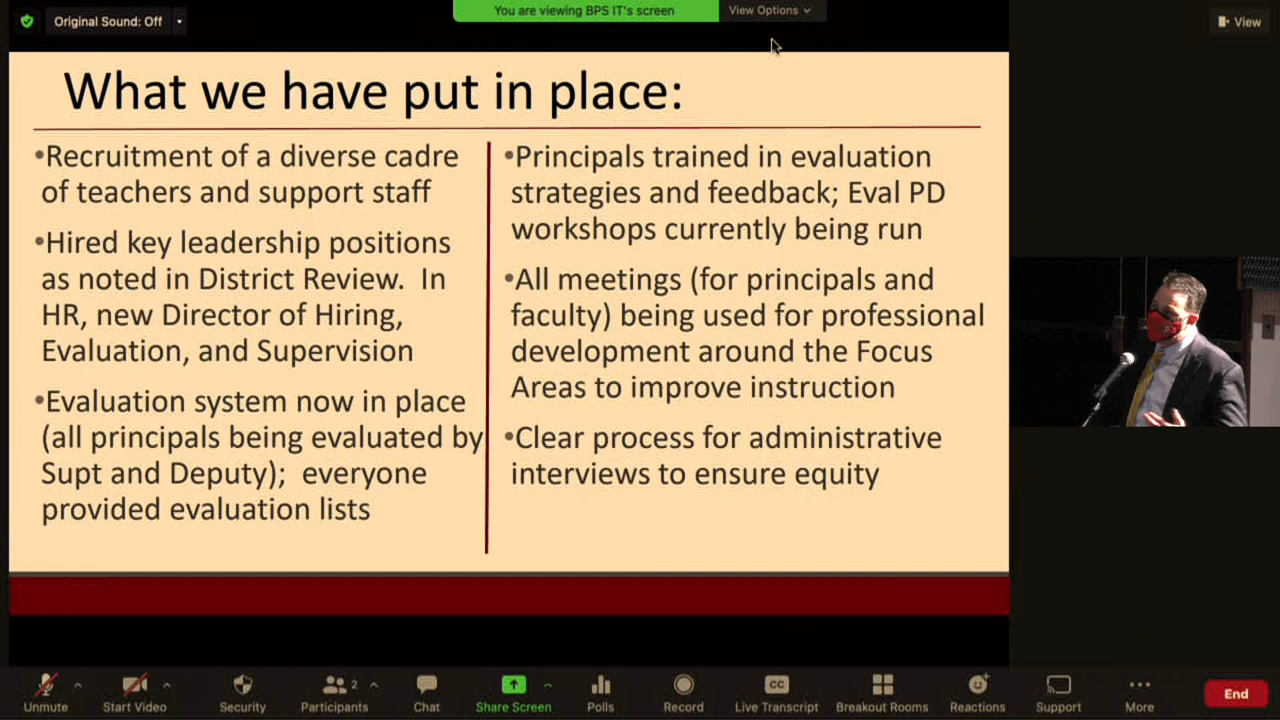 Original Sound: Off
You are viewing BPS IT's screen
View Options
View
What we have put in place:
•Recruitment of a diverse cadre
of teachers and support staff
•Hired key leadership positions
as noted in District Review.  In
HR, new Director of Hiring,
Evaluation, and Supervision
•Evaluation system now in place
(all principals being evaluated by
Supt and Deputy);  everyone
provided evaluation lists
•Principals trained in evaluation
strategies and feedback; Eval PD
workshops currently being run
•All meetings (for principals and
faculty) being used for professional
development around the Focus
Areas to improve instruction
•Clear process for administrative
interviews to ensure equity
Unmute
Start Video
Security
Participants
2
Chat
Share Screen
Polls
Record
CC
Live Transcript
Breakout Rooms
Reactions
Support
More
End